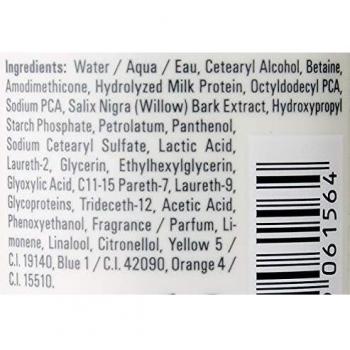 Ingredients: Water / Aqua / Eau, Cetearyl Alcohol, Betaine,
Amodimethicone, Hydrolyzed Milk Protein, Octyldodecyl PCA,
Sodium PCA, Salix Nigra (Willow) Bark Extract, Hydroxypropyl
Starch Phosphate, Petrolatum, Panthenol,
Sodium Cetearyl Sulfate, Lactic Acid,
Laureth-2, Glycerin, Ethylhexylglycerin,
Glyoxylic Acid, C11-15 Pareth-7, Laureth-9,
Glycoproteins, Trideceth-12, Acetic Acid,
Phenoxyethanol, Fragrance / Parfum, Li-
monene, Linalool, Citronellol, Yellow 5 /
C.I. 19140, Blue 1 / C.I. 42090, Orange 4 /
C.I. 15510.
061564